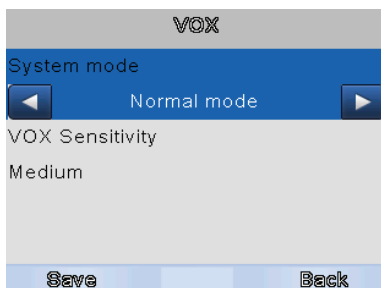 VOX
System mode
Normal mode
VOX Sensitivity
Medium
Save Back